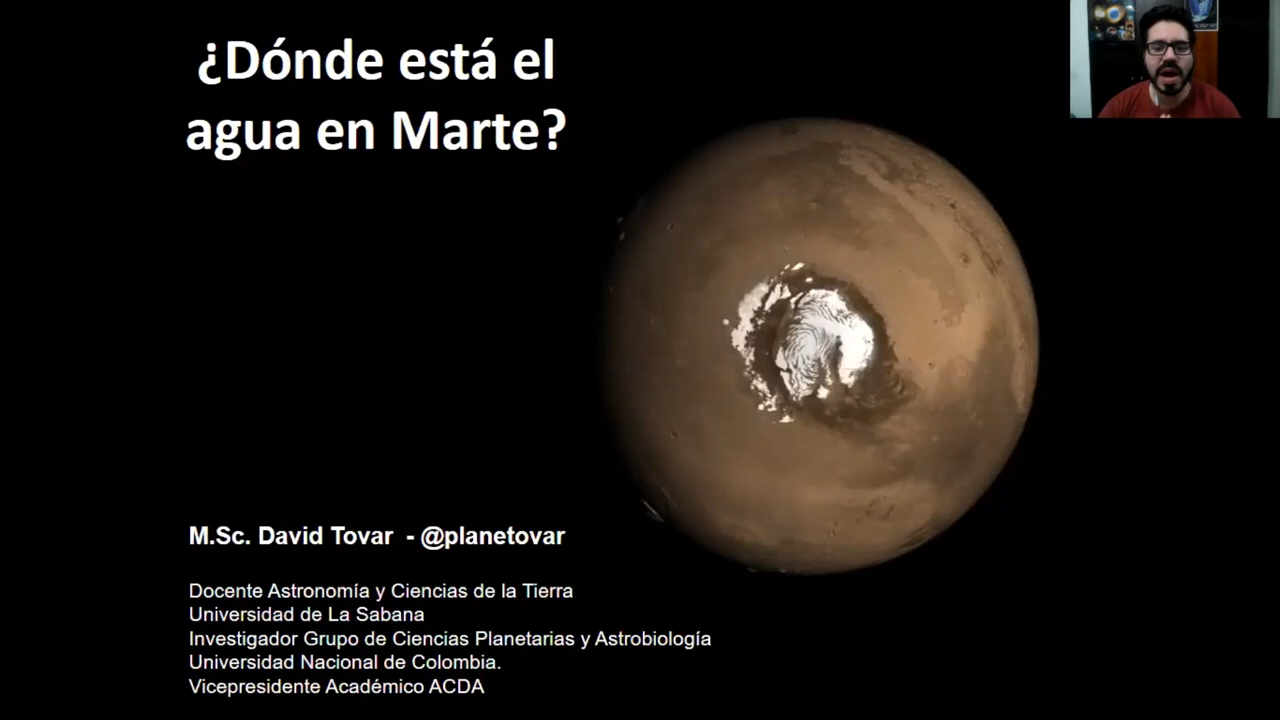 ¿Dónde está el
agua en Marte?
M.Sc. David Tovar - @planetovar
Docente Astronomía y Ciencias de la Tierra
Universidad de La Sabana
Investigador Grupo de Ciencias Planetarias y Astrobiología
Universidad Nacional de Colombia.
Vicepresidente Académico ACDA